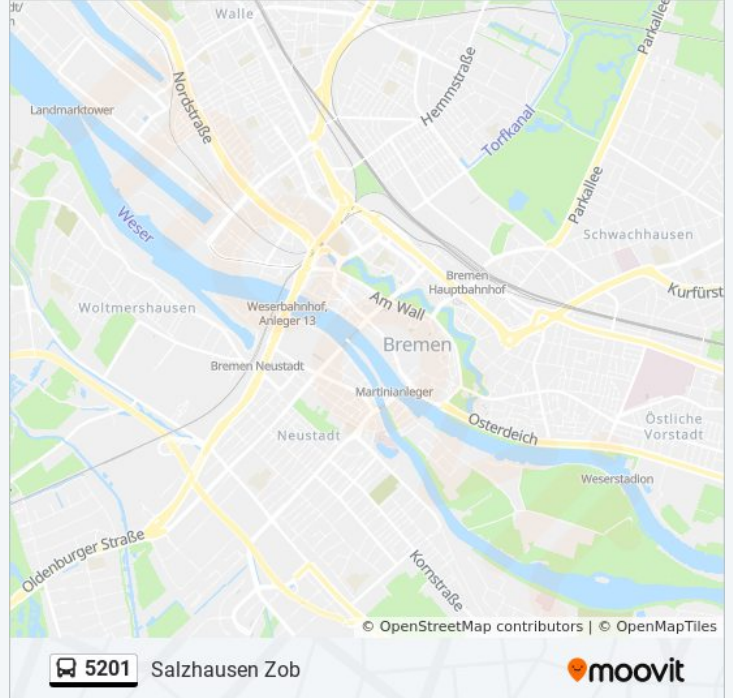 dt/
Walle
Parkallee
Nordstraße
Hemmstraße
Landmarktower
Torfkanal
Parkallee
Weser
Schwachhausen
Bremen
Hauptbahnhof
Kurfürst
Am Wall
Woltmershausen
Weserbahnhof,
Anleger 13
Bremen
Bremen Neustadt
Martinianleger
Osterdeich
Östliche
Vorstadt
Neustadt
Weserstadion
Oldenburger Straße
Kornstraße
© OpenStreetMap contributors | © OpenMapTiles
5201 Salzhausen Zob
moovit